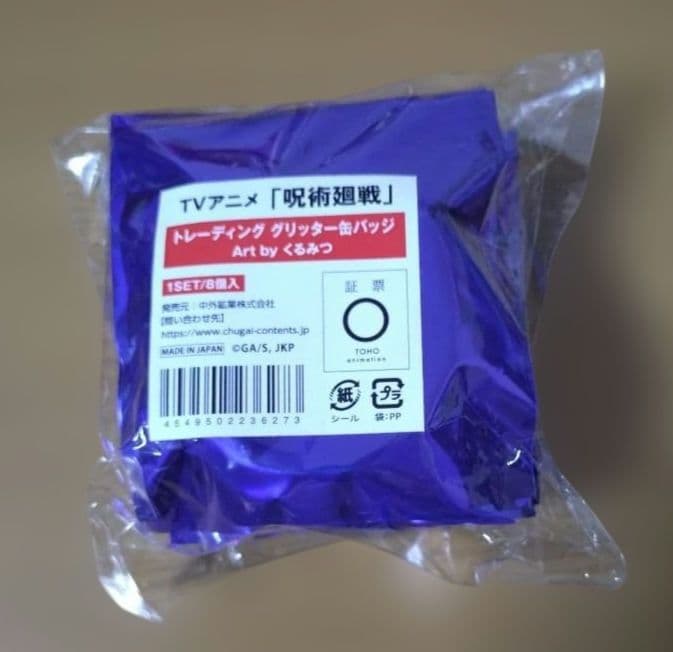 TVアニメ「呪術廻戦」
トレーディング グリッター缶バッジ
Art by くるみつ
1SET/8個入
発売元：中外鉱業株式会社
[問い合わせ先]
https://www.chugai-contents.jp
MADE IN JAPAN ©GA/S, JKP
4549502236273
証 票
TOHO
animation
紙
シール
プラ
袋:PP